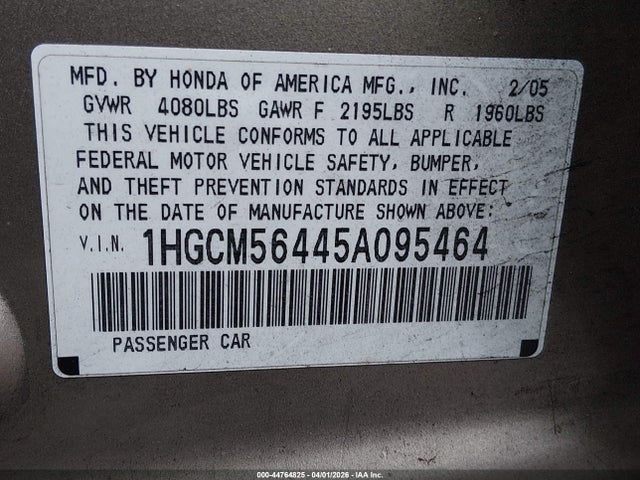 MFD. BY HONDA OF AMERICA MFG., INC. 2/05
GVWR 4080LBS GAWR F 2195LBS R 1960LBS
THIS VEHICLE CONFORMS TO ALL APPLICABLE
FEDERAL MOTOR VEHICLE SAFETY, BUMPER,
AND THEFT PREVENTION STANDARDS IN EFFECT
ON THE DATE OF MANUFACTURE SHOWN ABOVE:
V.I.N. 1HGCM56445A095464
PASSENGER CAR
000-44764825 - 04/01/2026 - IAA Inc.